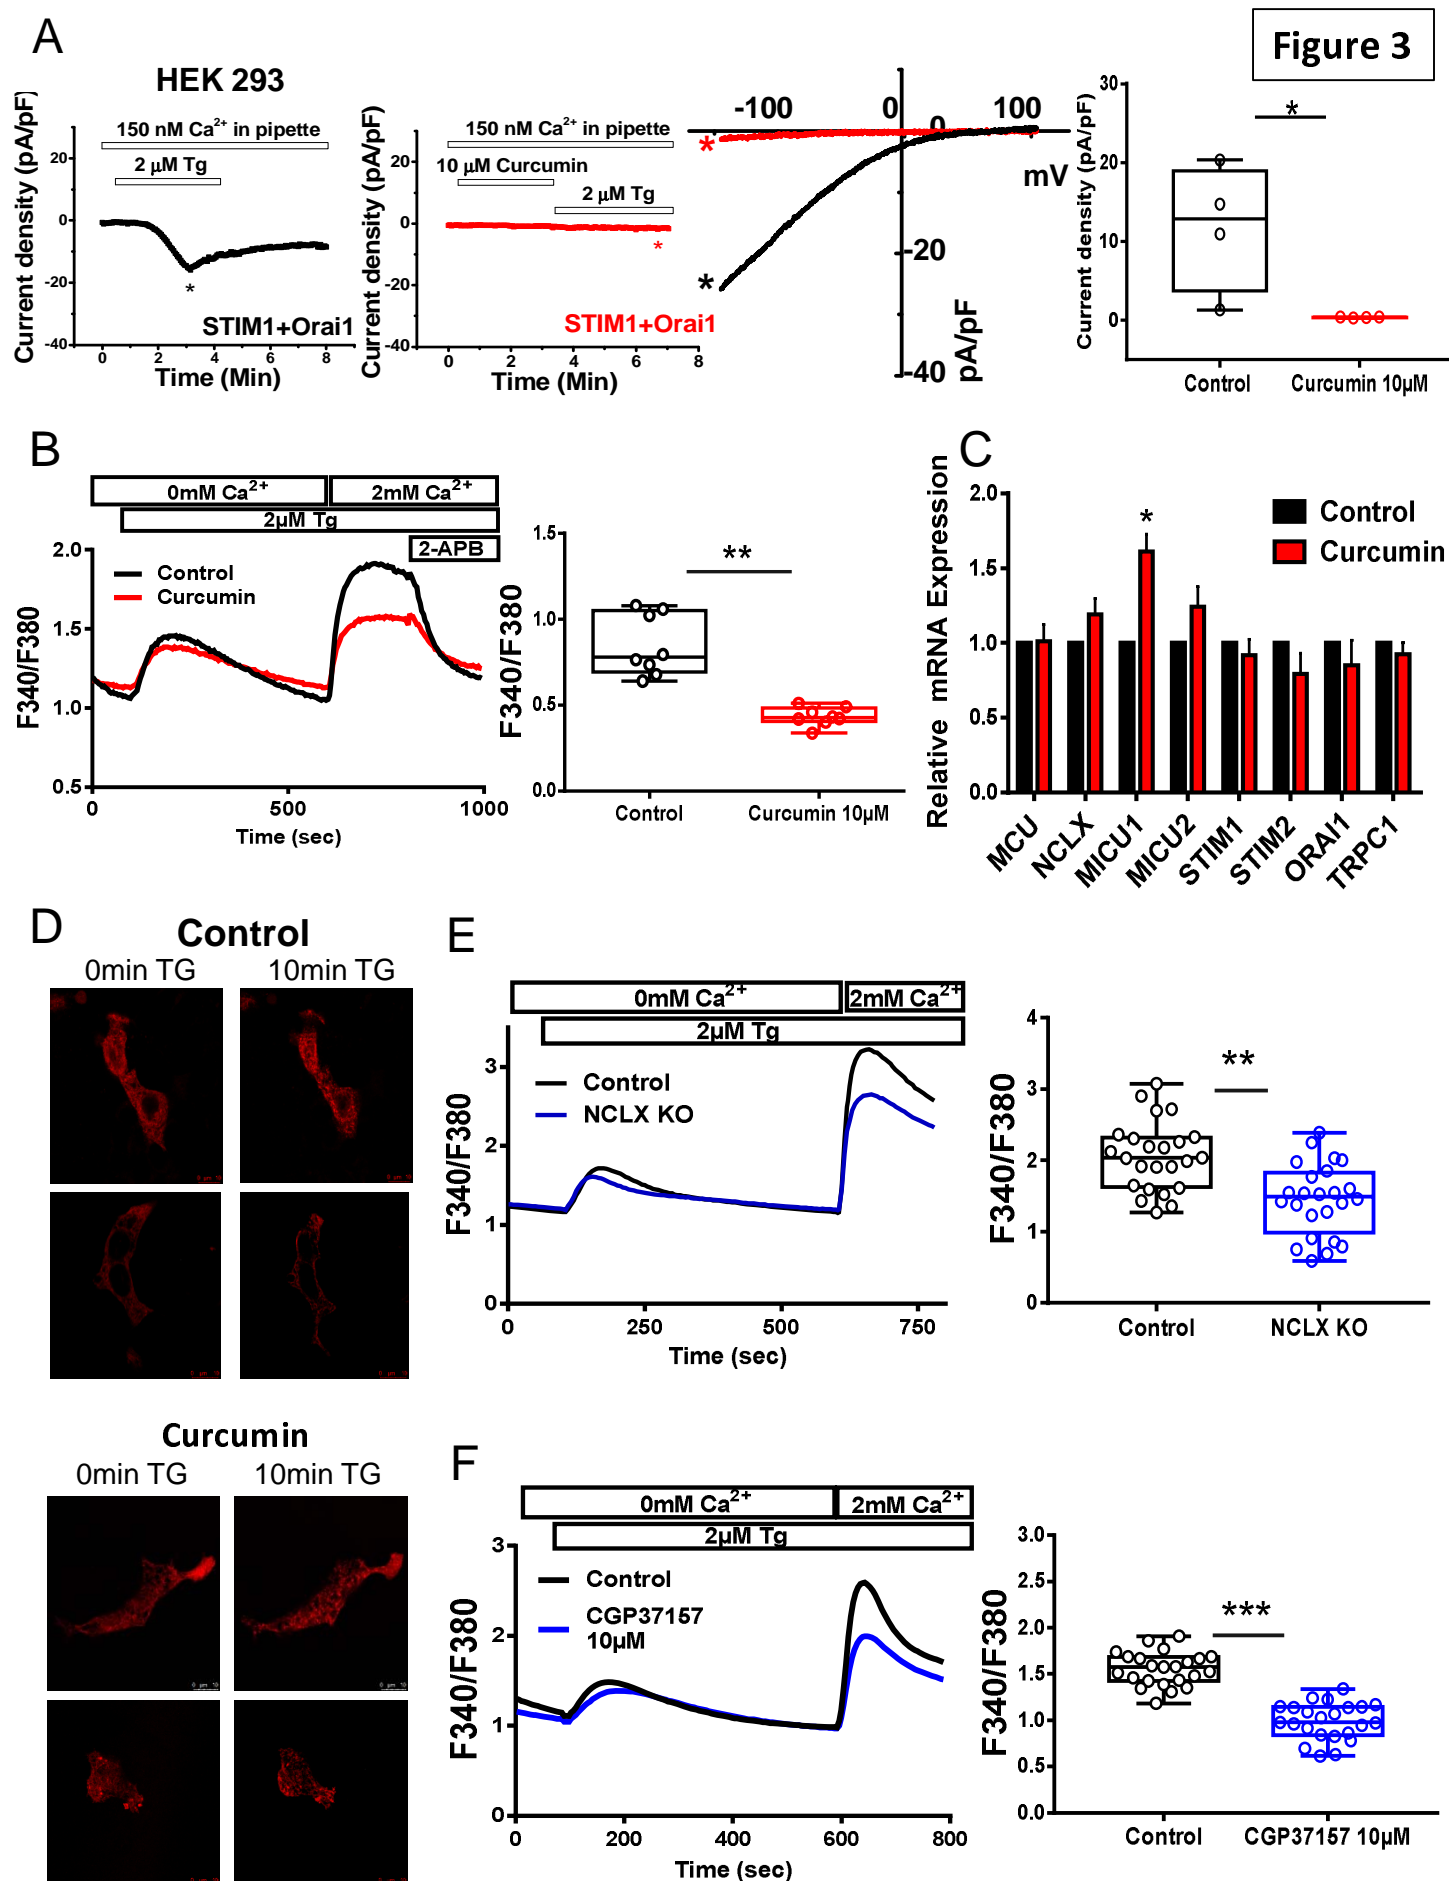 Figure 3
A
HEK 293
150 nM Ca²⁺ in pipette
2 µM Tg
Current density (pA/pF)
20
0
-20
-40
*
STIM1+Orai1
0 2 4 6 8
Time (Min)
150 nM Ca²⁺ in pipette
10 µM Curcumin
2 µM Tg
Current density (pA/pF)
20
0
-20
-40
*
STIM1+Orai1
0 2 4 6 8
Time (Min)
-100 0 100
0
mV
*
*
-20
-40
pA/pF
Current density (pA/pF)
30
20
10
0
*
Control Curcumin 10µM
B
0mM Ca²⁺ 2mM Ca²⁺
2µM Tg
2-APB
Control
Curcumin
F340/F380
2.0
1.5
1.0
0.5
0 500 1000
Time (sec)
F340/F380
1.5
1.0
0.5
0.0
**
Control Curcumin 10µM
C
Relative mRNA Expression
2.0
1.5
1.0
0.5
0.0
*
Control
Curcumin
MCU NCLX MICU1 MICU2 STIM1 STIM2 ORAI1 TRPC1
D
Control
0min TG 10min TG
Curcumin
0min TG 10min TG
E
0mM Ca²⁺ 2mM Ca²⁺
2µM Tg
Control
NCLX KO
F340/F380
3
2
1
0
0 250 500 750
Time (sec)
F340/F380
4
3
2
1
0
**
Control NCLX KO
F
0mM Ca²⁺ 2mM Ca²⁺
2µM Tg
Control
CGP37157
10µM
F340/F380
3
2
1
0
0 200 400 600 800
Time (sec)
F340/F380
3.0
2.5
2.0
1.5
1.0
0.5
0.0
***
Control CGP37157 10µM